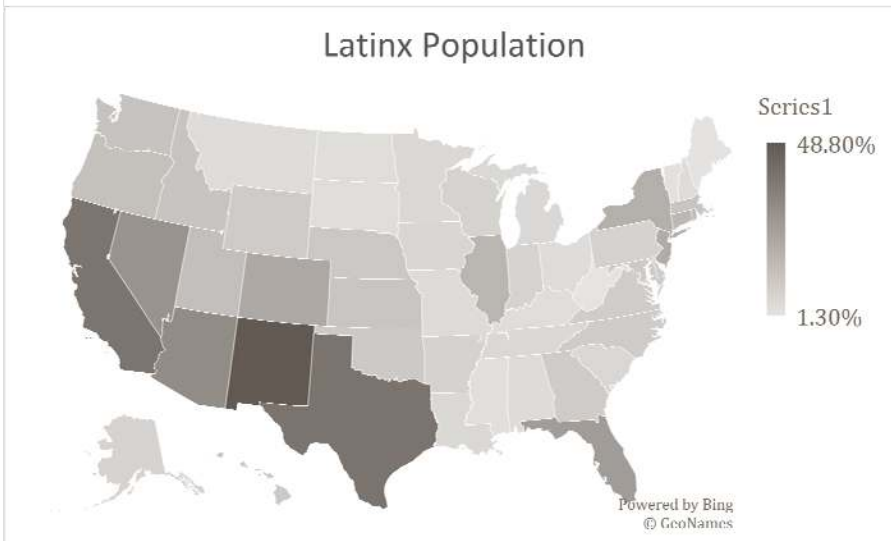 Latinx Population
Series1
48.80%
1.30%
Powered by Bing
© GeoNames